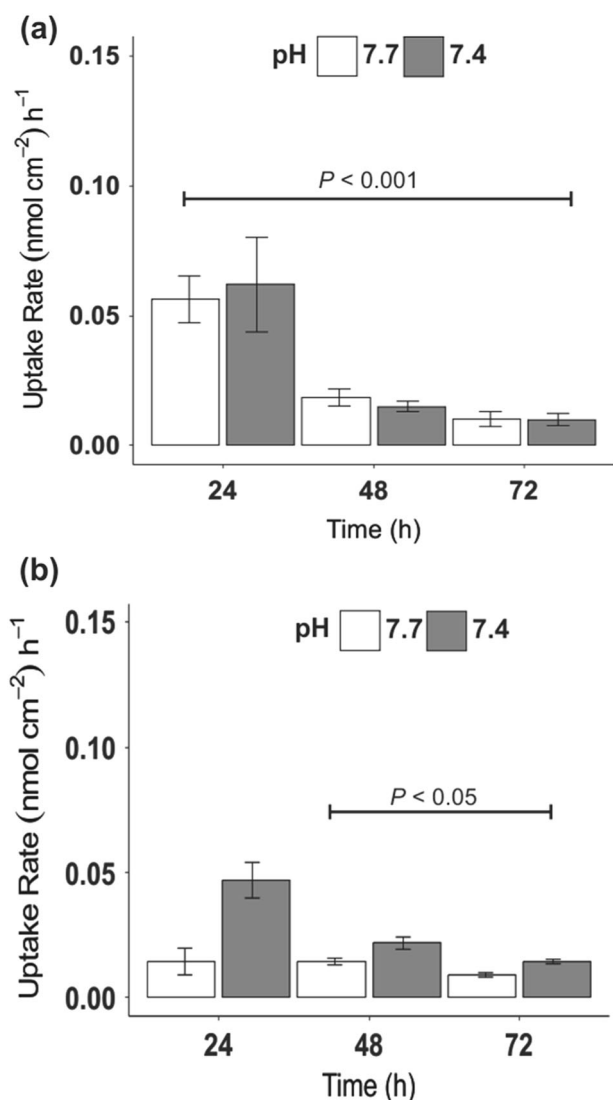 (a)
pH 7.7 7.4
0.15
0.10
0.05
0.00
Uptake Rate (nmol cm⁻²) h⁻¹
P < 0.001
24 48 72
Time (h)
(b)
pH 7.7 7.4
0.15
0.10
0.05
0.00
Uptake Rate (nmol cm⁻²) h⁻¹
P < 0.05
24 48 72
Time (h)